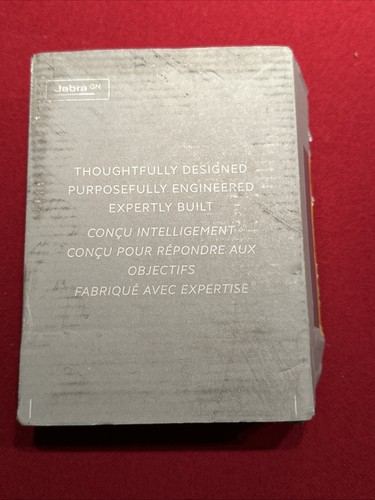 Jabra GN
THOUGHTFULLY DESIGNED
PURPOSEFULLY ENGINEERED
EXPERTLY BUILT
CONÇU INTELLIGEMENT
CONÇU POUR RÉPONDRE AUX
OBJECTIFS
FABRIQUÉ AVEC EXPERTISE